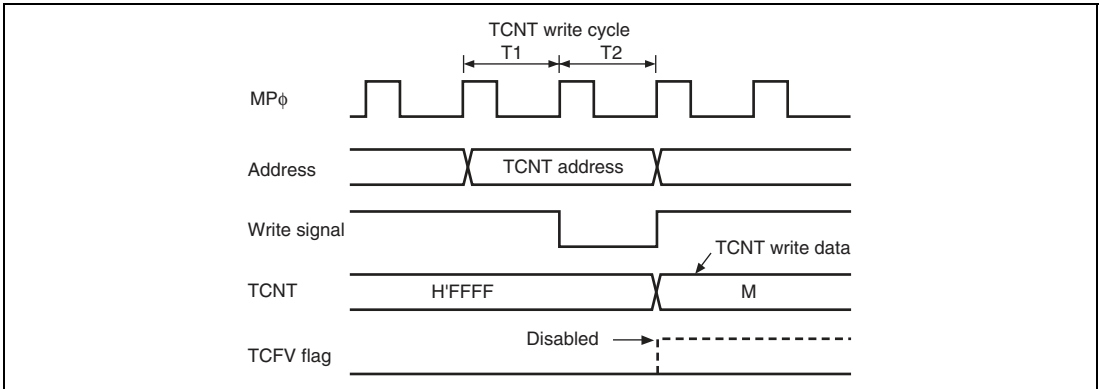 TCNT write cycle
T1 T2
MPφ
Address
TCNT address
Write signal
TCNT write data
TCNT
H'FFFF
M
Disabled
TCFV flag